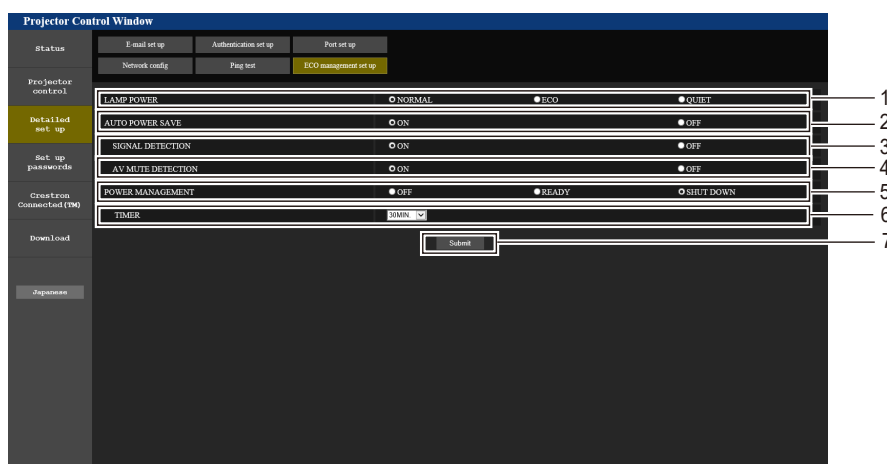 Projector Control Window
Status
E-mail set up Authentication set up Port set up
Network config Ping test ECO management set up
Projector
control
LAMP POWER NORMAL ECO QUIET 1
Detailed
set up
AUTO POWER SAVE ON OFF 2
SIGNAL DETECTION ON OFF 3
Set up
passwords
AV MUTE DETECTION ON OFF 4
Crestron
Connected(TM)
POWER MANAGEMENT OFF READY SHUT DOWN 5
TIMER 30MIN. 6
Download
Submit 7
Japanese